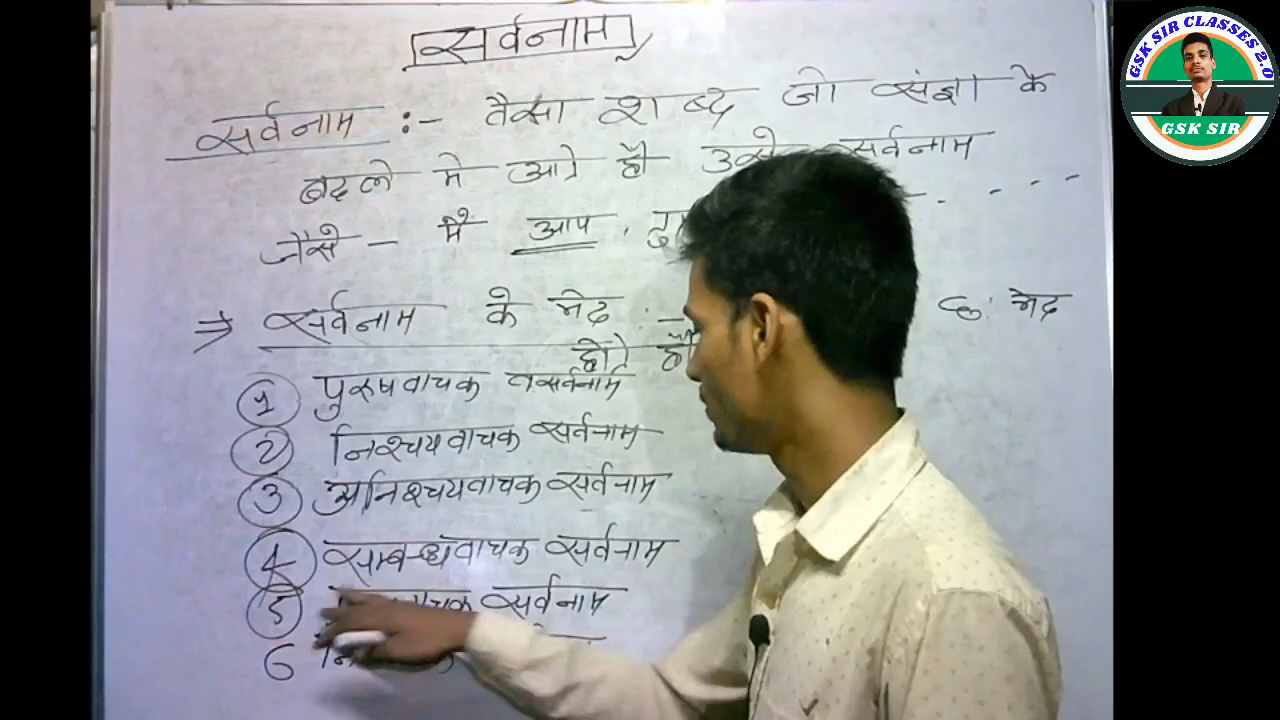 सर्वनाम
सर्वनाम :- वैसा शब्द जो संज्ञा के
बदले मे आते हैं उसे सर्वनाम
जैसे - मैं आप,
⇒ सर्वनाम के भेद : 6: भेद
होते हैं
1 पुरुषवाचक सर्वनाम
2 निश्चयवाचक सर्वनाम
3 अनिश्चयवाचक सर्वनाम
4 सम्बन्धवाचक सर्वनाम
5 सर्वनाम
6
GSK SIR CLASSES 2.0
GSK SIR